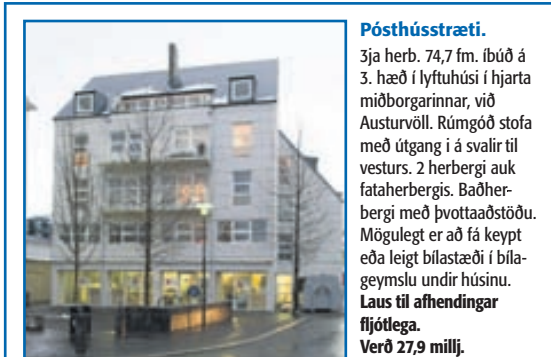 Pósthússtræti.
3ja herb. 74,7 fm. íbúð á
3. hæð í lyftuhúsi í hjarta
miðborgarinnar, við
Austurvöll. Rúmgóð stofa
með útgang i á svalir til
vesturs. 2 herbergi auk
fataherbergis. Baðher-
bergi með þvottaaðstöðu.
Mögulegt er að fá keypt
eða leigt bílastæði í bíla-
geymslu undir húsinu.
Laus til afhendingar
fljótlega.
Verð 27,9 millj.